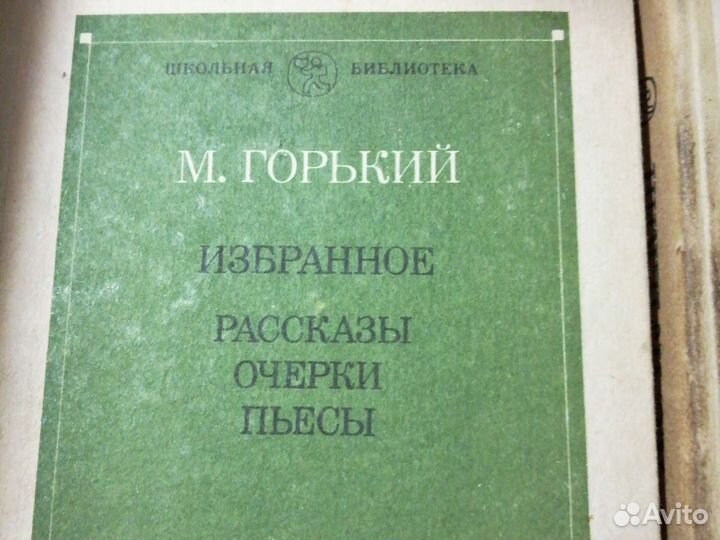 ШКОЛЬНАЯ БИБЛИОТЕКА
М. ГОРЬКИЙ
ИЗБРАННОЕ
РАССКАЗЫ
ОЧЕРКИ
ПЬЕСЫ
Avito